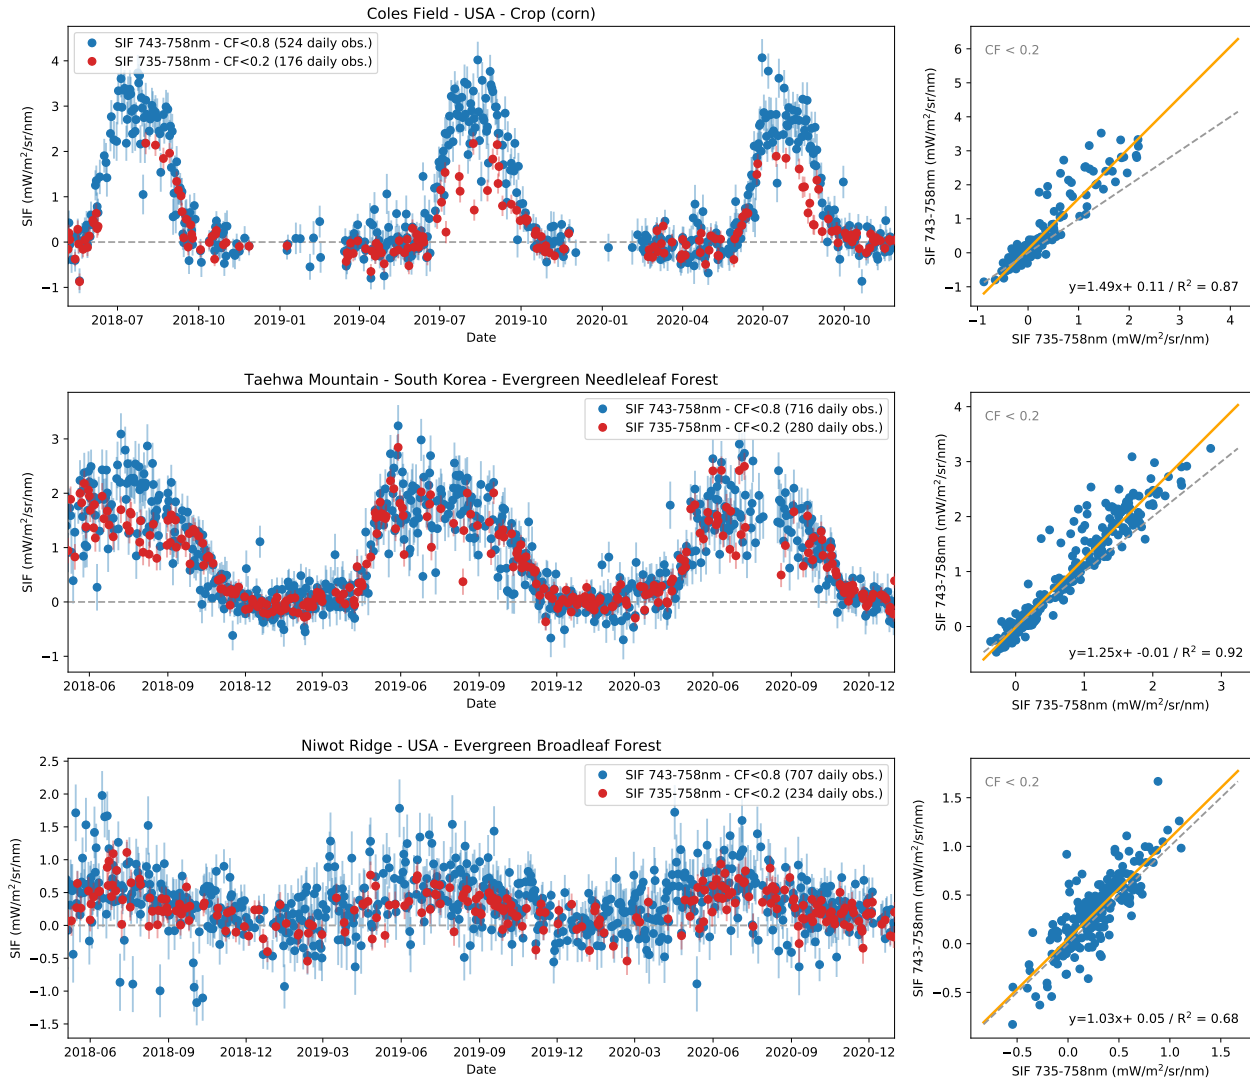 Coles Field - USA - Crop (corn)
SIF 743-758nm - CF<0.8 (524 daily obs.)
SIF 735-758nm - CF<0.2 (176 daily obs.)
SIF (mW/m²/sr/nm)
4
3
2
1
0
−1
2018-07 2018-10 2019-01 2019-04 2019-07 2019-10 2020-01 2020-04 2020-07 2020-10
Date
CF < 0.2
SIF 743-758nm (mW/m²/sr/nm)
6
5
4
3
2
1
0
−1
y=1.49x+ 0.11 / R² = 0.87
−1 0 1 2 3 4
SIF 735-758nm (mW/m²/sr/nm)
Taehwa Mountain - South Korea - Evergreen Needleleaf Forest
SIF 743-758nm - CF<0.8 (716 daily obs.)
SIF 735-758nm - CF<0.2 (280 daily obs.)
SIF (mW/m²/sr/nm)
3
2
1
0
−1
2018-06 2018-09 2018-12 2019-03 2019-06 2019-09 2019-12 2020-03 2020-06 2020-09 2020-12
Date
CF < 0.2
SIF 743-758nm (mW/m²/sr/nm)
4
3
2
1
0
y=1.25x+ -0.01 / R² = 0.92
0 1 2 3
SIF 735-758nm (mW/m²/sr/nm)
Niwot Ridge - USA - Evergreen Broadleaf Forest
SIF 743-758nm - CF<0.8 (707 daily obs.)
SIF 735-758nm - CF<0.2 (234 daily obs.)
SIF (mW/m²/sr/nm)
2.5
2.0
1.5
1.0
0.5
0.0
−0.5
−1.0
−1.5
2018-06 2018-09 2018-12 2019-03 2019-06 2019-09 2019-12 2020-03 2020-06 2020-09 2020-12
Date
CF < 0.2
SIF 743-758nm (mW/m²/sr/nm)
1.5
1.0
0.5
0.0
−0.5
y=1.03x+ 0.05 / R² = 0.68
−0.5 0.0 0.5 1.0 1.5
SIF 735-758nm (mW/m²/sr/nm)